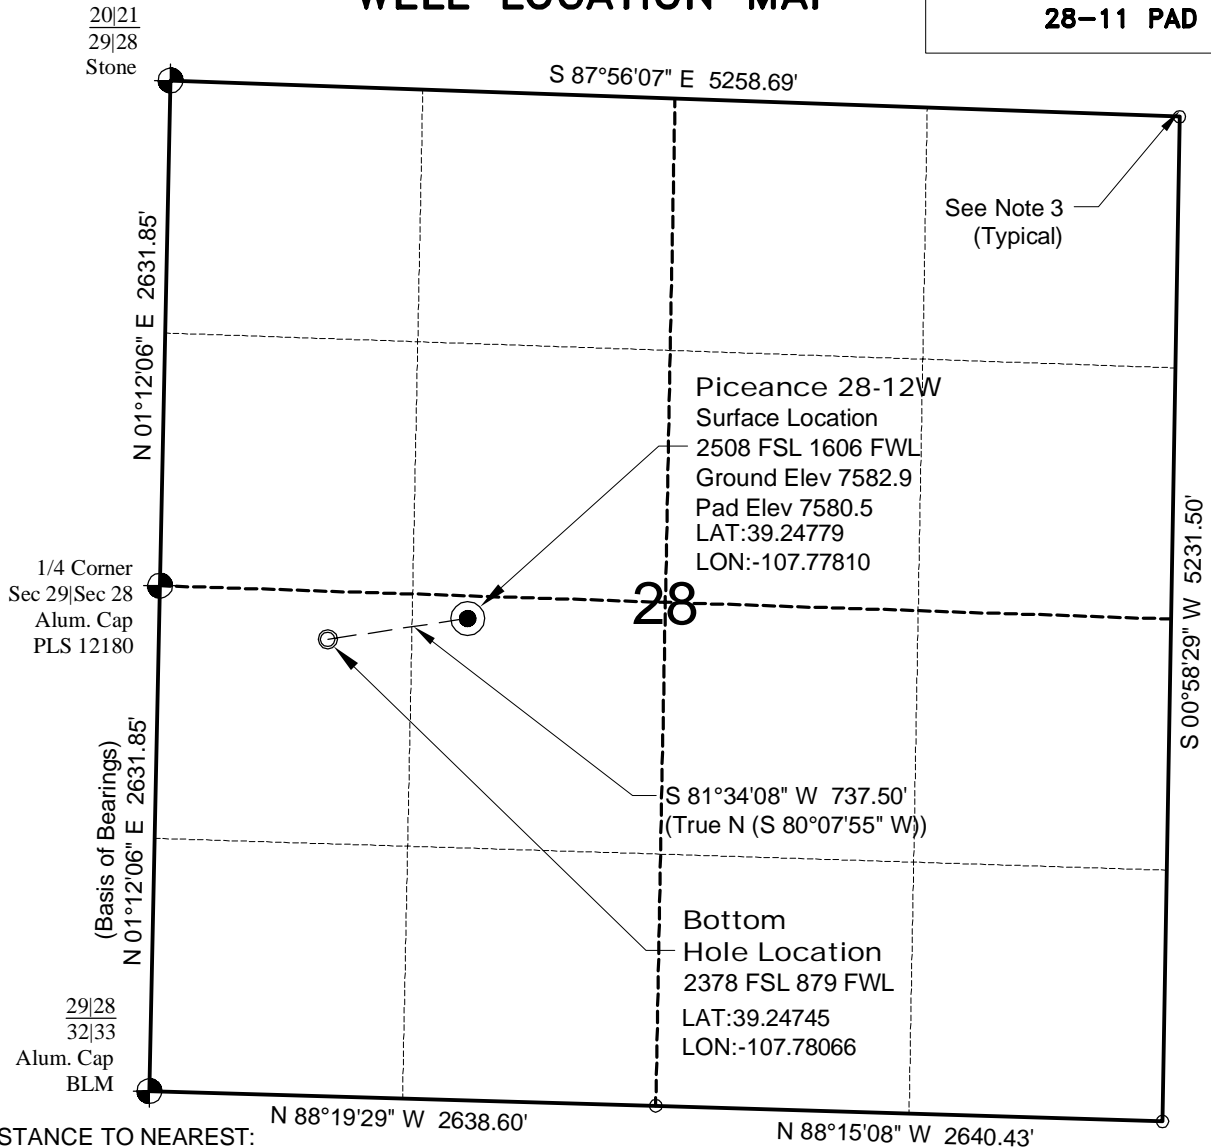 WELL LOCATION MAP
28-11 PAD
20|21
29|28
Stone
S 87°56'07" E 5258.69'
See Note 3
(Typical)
N 01°12'06" E 2631.85'
Piceance 28-12W
Surface Location
2508 FSL 1606 FWL
Ground Elev 7582.9
Pad Elev 7580.5
LAT:39.24779
LON:-107.77810
S 00°58'29" W 5231.50'
1/4 Corner
Sec 29|Sec 28
Alum. Cap
PLS 12180
28
(Basis of Bearings)
N 01°12'06" E 2631.85'
S 81°34'08" W 737.50'
(True N (S 80°07'55" W))
Bottom
Hole Location
2378 FSL 879 FWL
LAT:39.24745
LON:-107.78066
29|28
32|33
Alum. Cap
BLM
N 88°19'29" W 2638.60'
N 88°15'08" W 2640.43'
STANCE TO NEAREST: